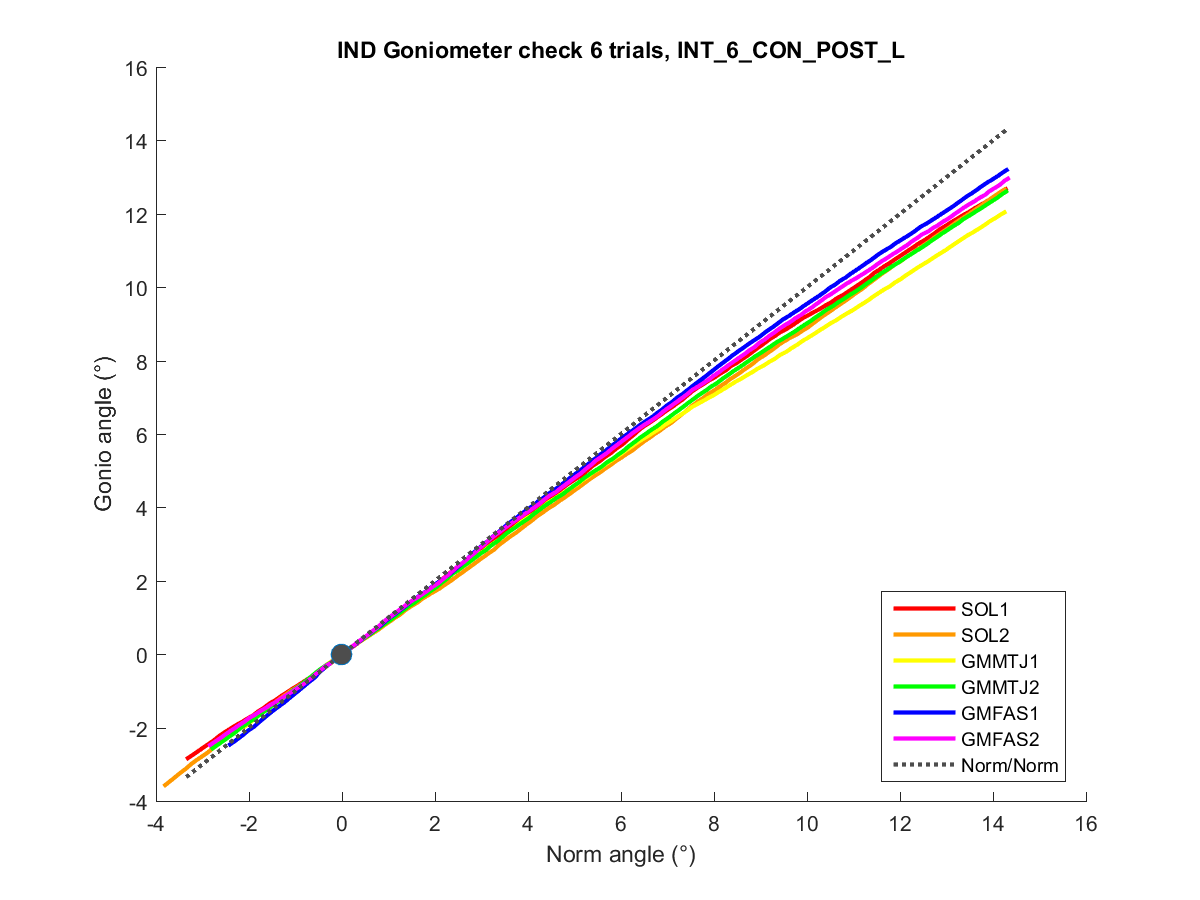 IND Goniometer check 6 trials, INT_6_CON_POST_L
16
14
12
10
8
6
4
2
0
-2
-4
Gonio angle (°)
-4 -2 0 2 4 6 8 10 12 14 16
Norm angle (°)
SOL1
SOL2
GMMTJ1
GMMTJ2
GMFAS1
GMFAS2
Norm/Norm